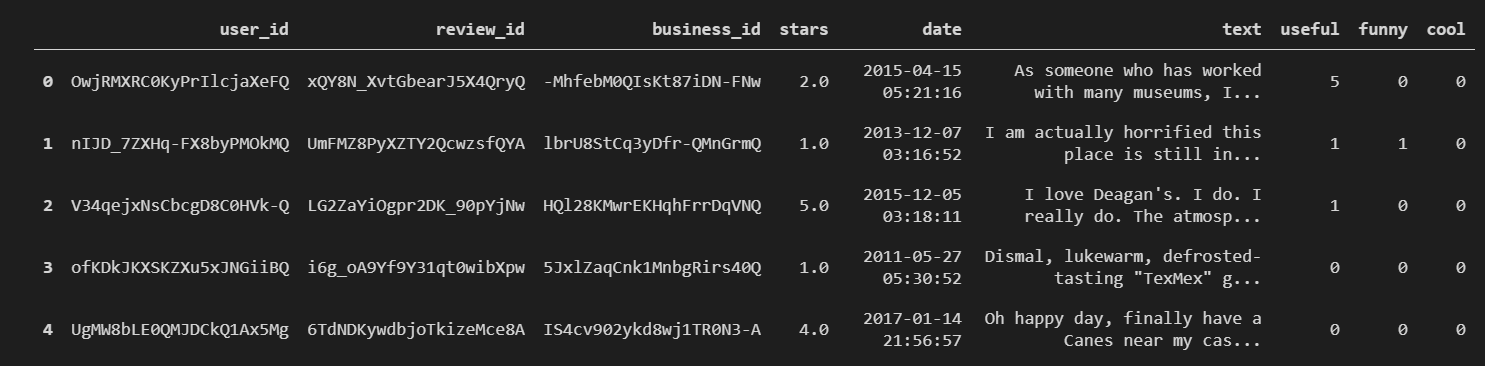 user_id review_id business_id stars date text useful funny cool
0 OwjRMXRC0KyPrIlcjaXeFQ xQY8N_XvtGbearJ5X4QryQ -MhfebM0QIsKt87iDN-FNw 2.0 2015-04-15 As someone who has worked 5 0 0
05:21:16 with many museums, I...
1 nIJD_7ZXHq-FX8byPMOkMQ UmFMZ8PyXZTY2QcwzsfQYA lbrU8StCq3yDfr-QMnGrmQ 1.0 2013-12-07 I am actually horrified this 1 1 0
03:16:52 place is still in...
2 V34qejxNsCbcgD8C0HVk-Q LG2ZaYiOgpr2DK_90pYjNw HQl28KMwrEKHqhFrrDqVNQ 5.0 2015-12-05 I love Deagan's. I do. I 1 0 0
03:18:11 really do. The atmosp...
3 ofKDkJKXSKZXu5xJNGiiBQ i6g_oA9Yf9Y31qt0wibXpw 5JxlZaqCnk1MnbgRirs40Q 1.0 2011-05-27 Dismal, lukewarm, defrosted- 0 0 0
05:30:52 tasting "TexMex" g...
4 UgMW8bLE0QMJDCkQ1Ax5Mg 6TdNDKywdbjoTkizeMce8A IS4cv902ykd8wj1TR0N3-A 4.0 2017-01-14 Oh happy day, finally have a 0 0 0
21:56:57 Canes near my cas...